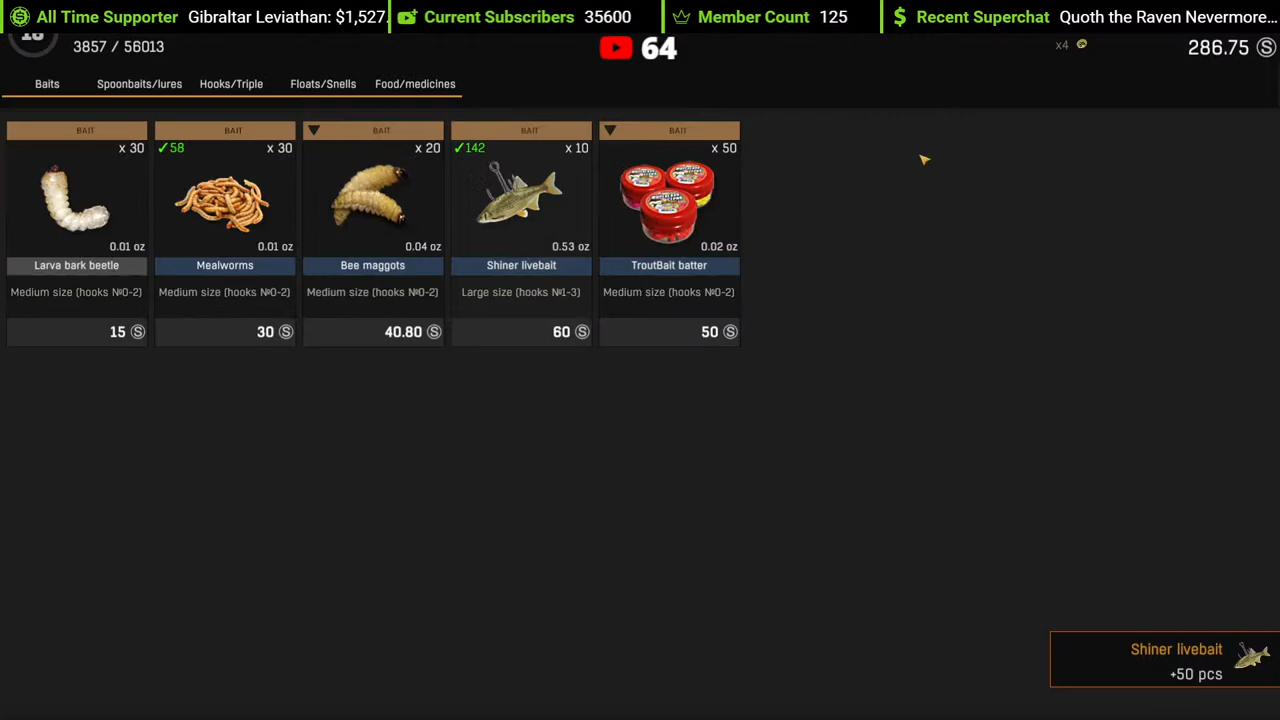 All Time Supporter Gibraltar Leviathan: $1,527.
Current Subscribers 35600
Member Count 125
Recent Superchat Quoth the Raven Nevermore...
3857 / 56013
64
x4
286.75 S
Baits Spoonbaits/lures Hooks/Triple Floats/Snells Food/medicines
BAIT BAIT BAIT BAIT BAIT
x 30 58 x 30 x 20 142 x 10 x 50
0.01 oz 0.01 oz 0.04 oz 0.53 oz 0.02 oz
Larva bark beetle Mealworms Bee maggots Shiner livebait TroutBait batter
Medium size (hooks №0-2) Medium size (hooks №0-2) Medium size (hooks №0-2) Large size (hooks №1-3) Medium size (hooks №0-2)
15 S 30 S 40.80 S 60 S 50 S
Shiner livebait
+50 pcs